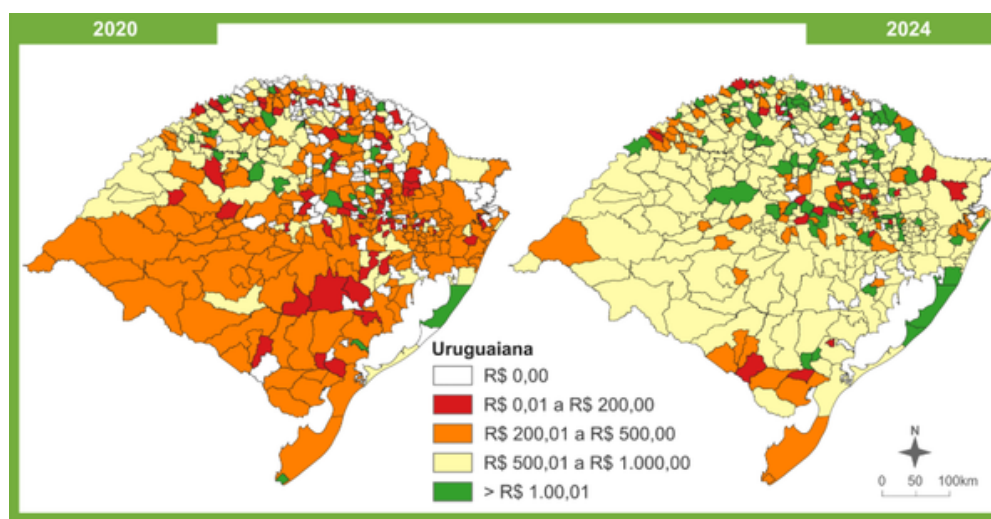 2020
2024
Uruguaiana
R$ 0,00
R$ 0,01 a R$ 200,00
R$ 200,01 a R$ 500,00
R$ 500,01 a R$ 1.000,00
> R$ 1.00,01
N
0 50 100km